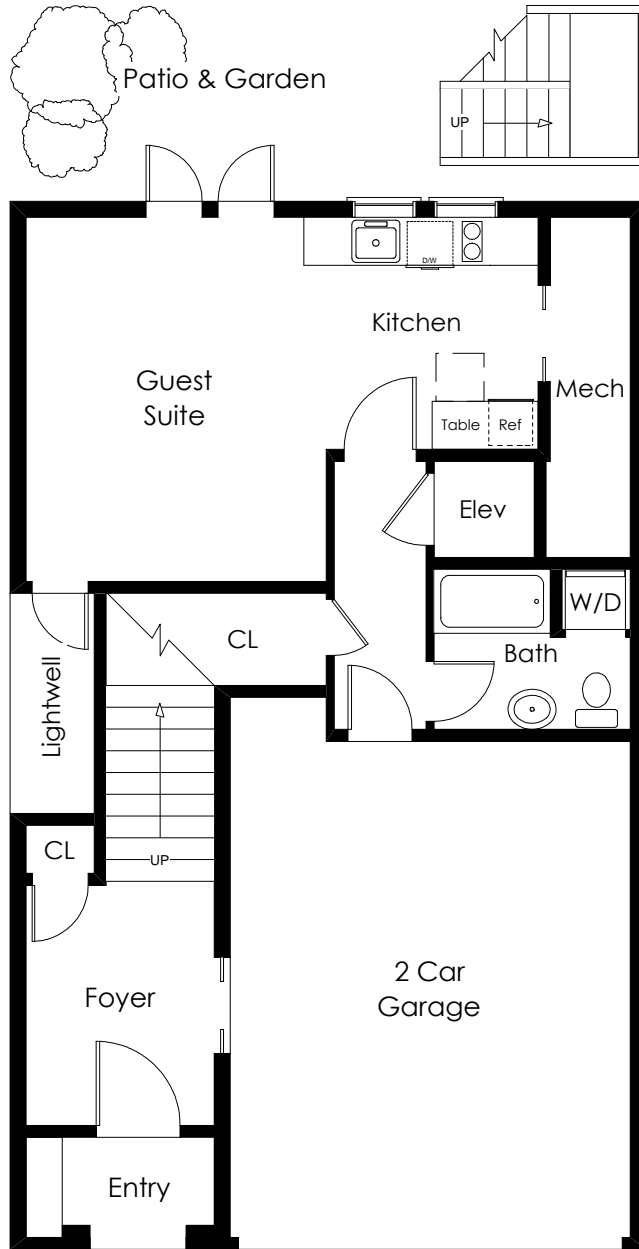 Patio & Garden
UP
D/W
Kitchen
Guest
Suite
Mech
Table
Ref
Elev
CL
W/D
Bath
Lightwell
CL
UP
Foyer
2 Car
Garage
Entry